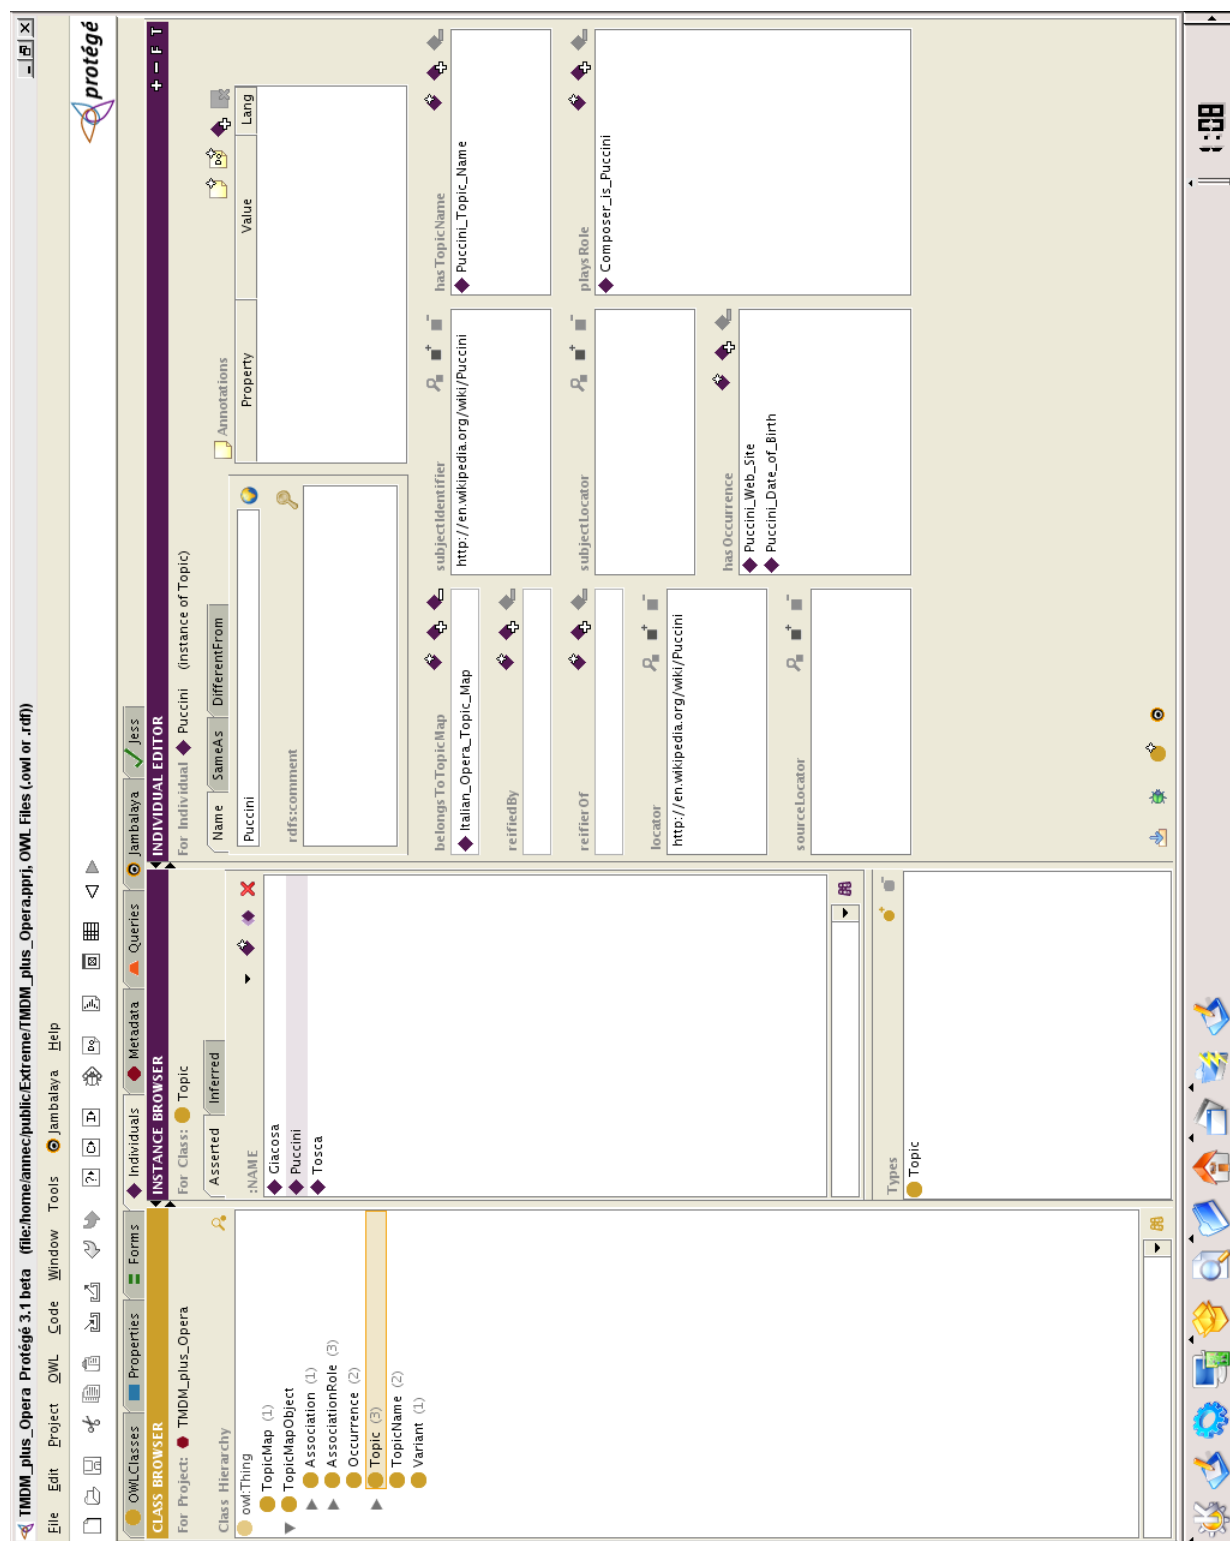 TMDM_plus_Opera Protégé 3.1 beta (file:/home/annec/public/Extreme/TMDM_plus_Opera.pprj, OWL Files (.owl or .rdf))
File Edit Project OWL Code Window Tools Jambalaya Help
protégé
OWLClasses Properties Forms Individuals Metadata Queries Jambalaya Jess
CLASS BROWSER
For Project: TMDM_plus_Opera
Class Hierarchy
owl:Thing
TopicMap (1)
TopicMapObject
Association (1)
AssociationRole (3)
Occurrence (2)
Topic (3)
TopicName (2)
Variant (1)
INSTANCE BROWSER
For Class: Topic
Asserted Inferred
:NAME
Giacosa
Puccini
Tosca
Types
Topic
INDIVIDUAL EDITOR
+ − F T
For Individual Puccini (instance of Topic)
Name SameAs DifferentFrom
Puccini
rdfs:comment
Annotations
Property Value Lang
belongsToTopicMap
Italian_Opera_Topic_Map
reifiedBy
reifierOf
locator
http://en.wikipedia.org/wiki/Puccini
sourceLocator
subjectIdentifier
http://en.wikipedia.org/wiki/Puccini
subjectLocator
hasOccurrence
Puccini_Web_Site
Puccini_Date_of_Birth
hasTopicName
Puccini_Topic_Name
playsRole
Composer_is_Puccini
1:08